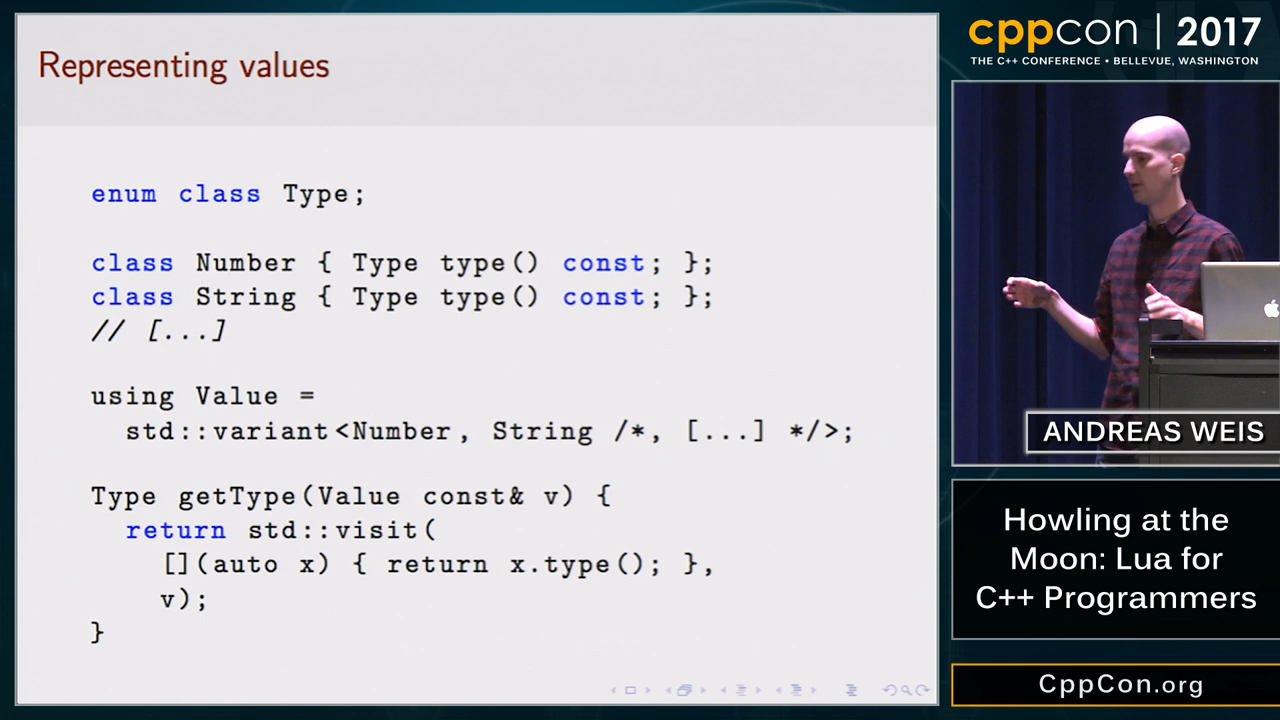 Representing values
enum class Type;
class Number { Type type() const; };
class String { Type type() const; };
// [...]
using Value =
std::variant<Number, String /*, [...] */>;
Type getType(Value const& v) {
return std::visit(
[](auto x) { return x.type(); },
v);
}
cppcon | 2017
THE C++ CONFERENCE • BELLEVUE, WASHINGTON
ANDREAS WEIS
Howling at the
Moon: Lua for
C++ Programmers
CppCon.org